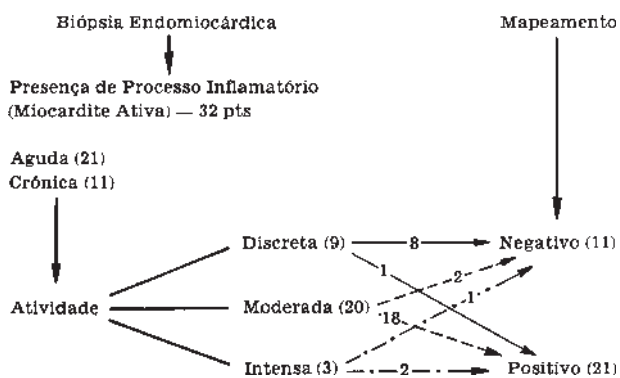 Biópsia Endomiocárdica
Mapeamento
Presença de Processo Inflamatório
(Miocardite Ativa) — 32 pts
Aguda (21)
Crónica (11)
Discreta (9)
8
Negativo (11)
1
2
Atividade
Moderada (20)
1
18
Intensa (3)
2
Positivo (21)